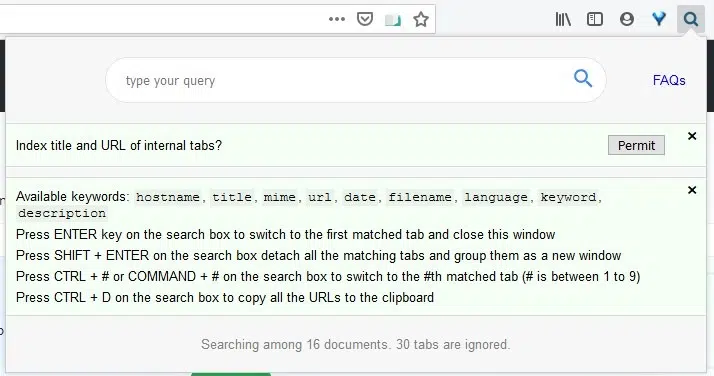 type your query
FAQs
Index title and URL of internal tabs?
Permit
Available keywords: hostname, title, mime, url, date, filename, language, keyword,
description
Press ENTER key on the search box to switch to the first matched tab and close this window
Press SHIFT + ENTER on the search box detach all the matching tabs and group them as a new window
Press CTRL + # or COMMAND + # on the search box to switch to the #th matched tab (# is between 1 to 9)
Press CTRL + D on the search box to copy all the URLs to the clipboard
Searching among 16 documents. 30 tabs are ignored.